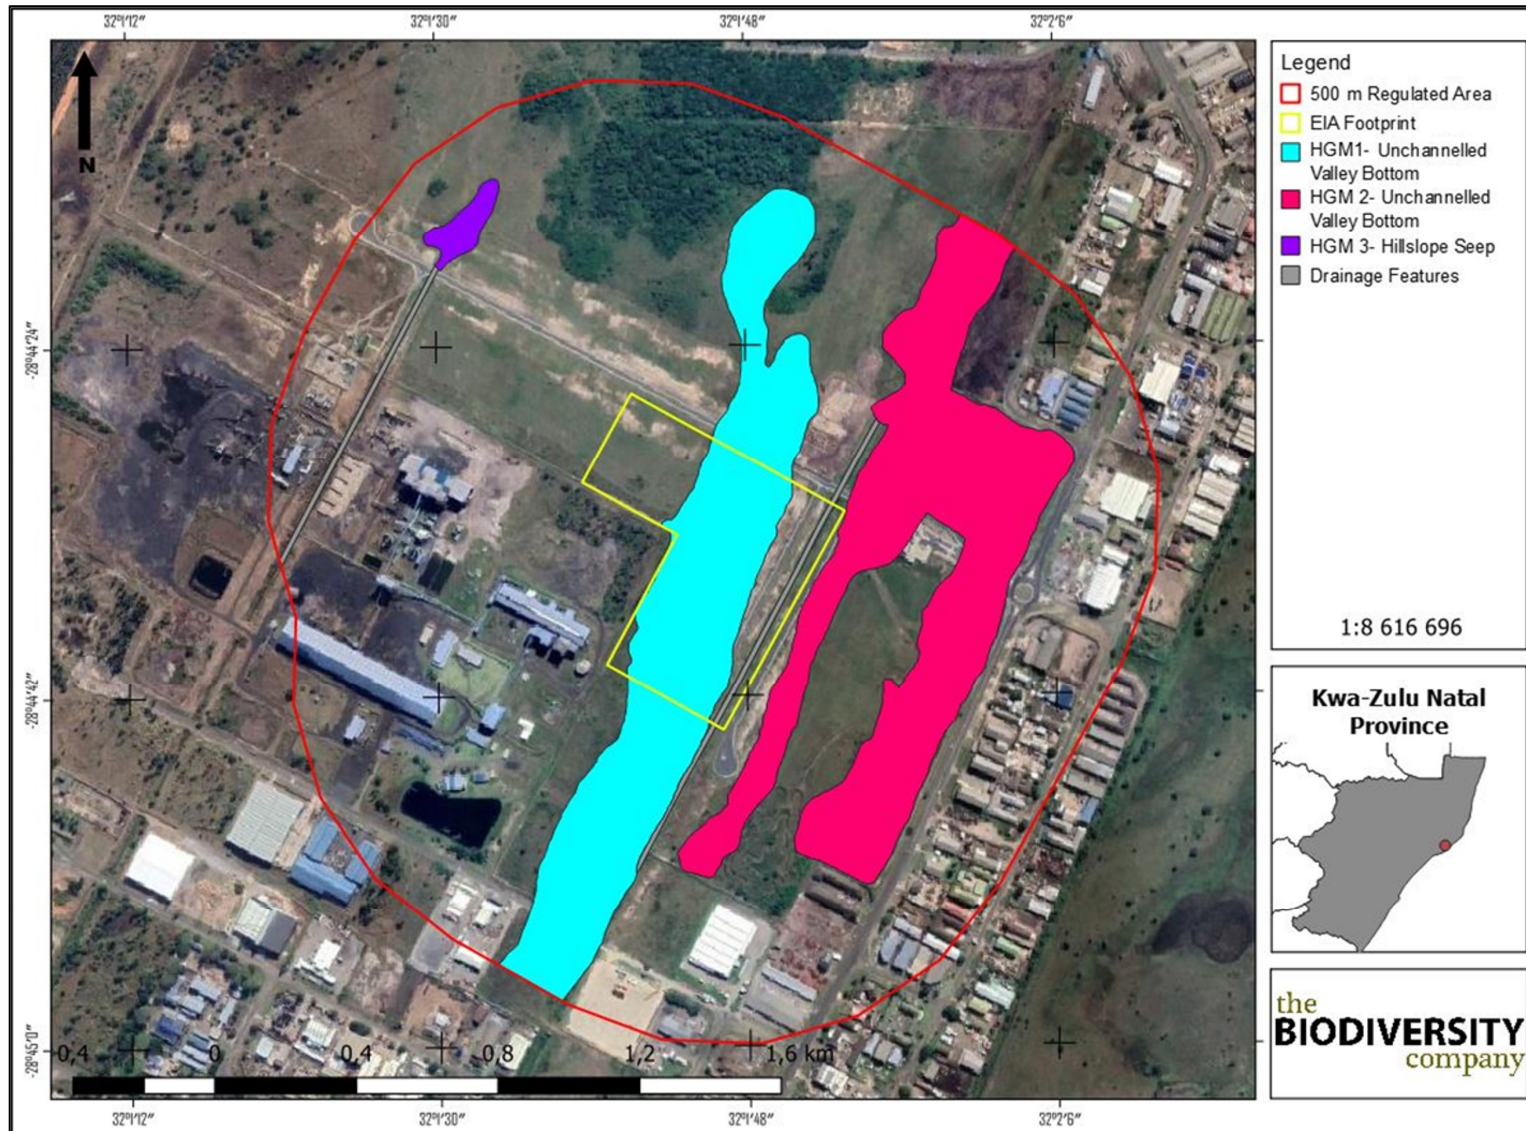 32°1'12" 32°1'30" 32°1'48" 32°2'6"
N
-28°44'24"
-28°44'42"
-28°45'0"
0,4 0 0,4 0,8 1,2 1,6 km
32°1'12" 32°1'30" 32°1'48" 32°2'6"
Legend
500 m Regulated Area
EIA Footprint
HGM1- Unchannelled
Valley Bottom
HGM 2- Unchannelled
Valley Bottom
HGM 3- Hillslope Seep
Drainage Features
1:8 616 696
Kwa-Zulu Natal
Province
the
BIODIVERSITY
company